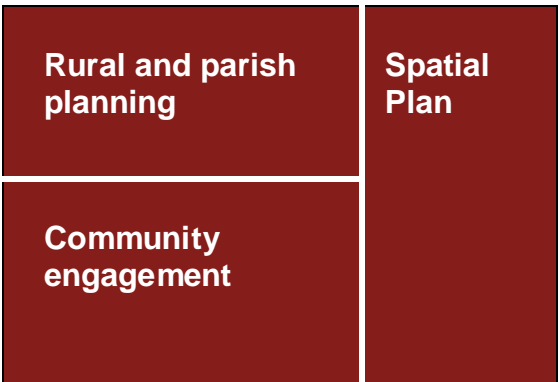 Rural and parish
planning
Spatial
Plan
Community
engagement